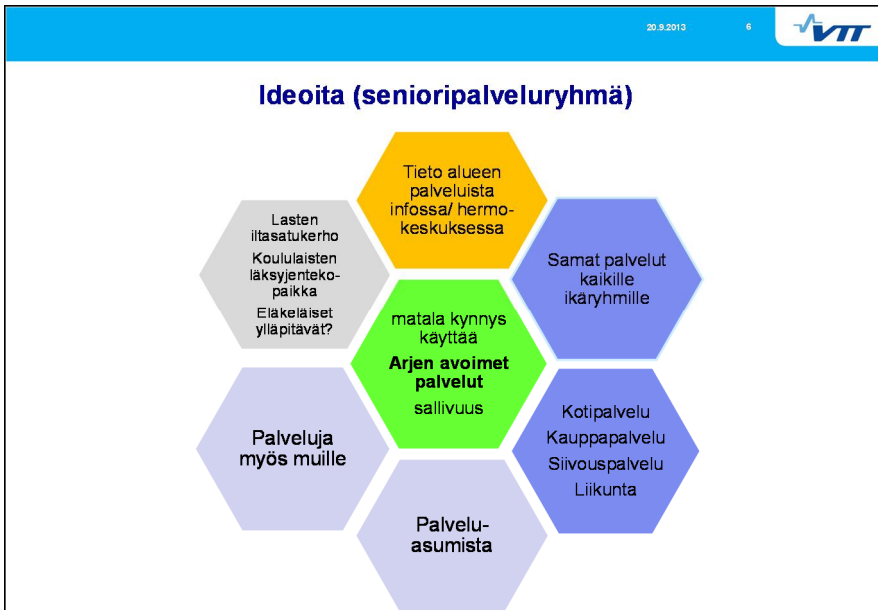 20.9.2013
6
VTT
Ideoita (senioripalveluryhmä)
Tieto alueen
palveluista
infossa/ hermo-
keskuksessa
Lasten
iltasatukerho
Koululaisten
läksyjenteko-
paikka
Eläkeläiset
ylläpitävät?
Samat palvelut
kaikille
ikäryhmille
matala kynnys
käyttää
Arjen avoimet
palvelut
sallivuus
Palveluja
myös muille
Kotipalvelu
Kauppapalvelu
Siivouspalvelu
Liikunta
Palvelu-
asumista